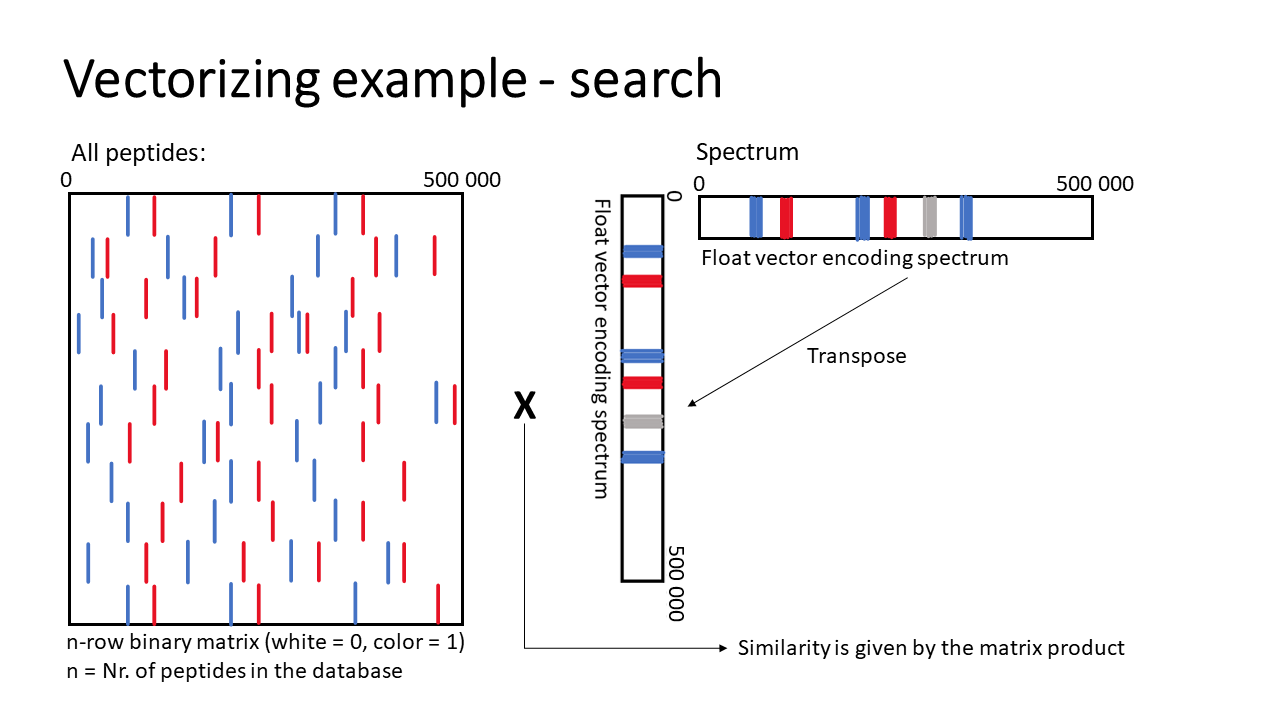 Vectorizing example - search
All peptides:
0
500 000
n-row binary matrix (white = 0, color = 1)
n = Nr. of peptides in the database
X
Float vector encoding spectrum
0
500 000
Spectrum
0
500 000
Float vector encoding spectrum
Transpose
Similarity is given by the matrix product